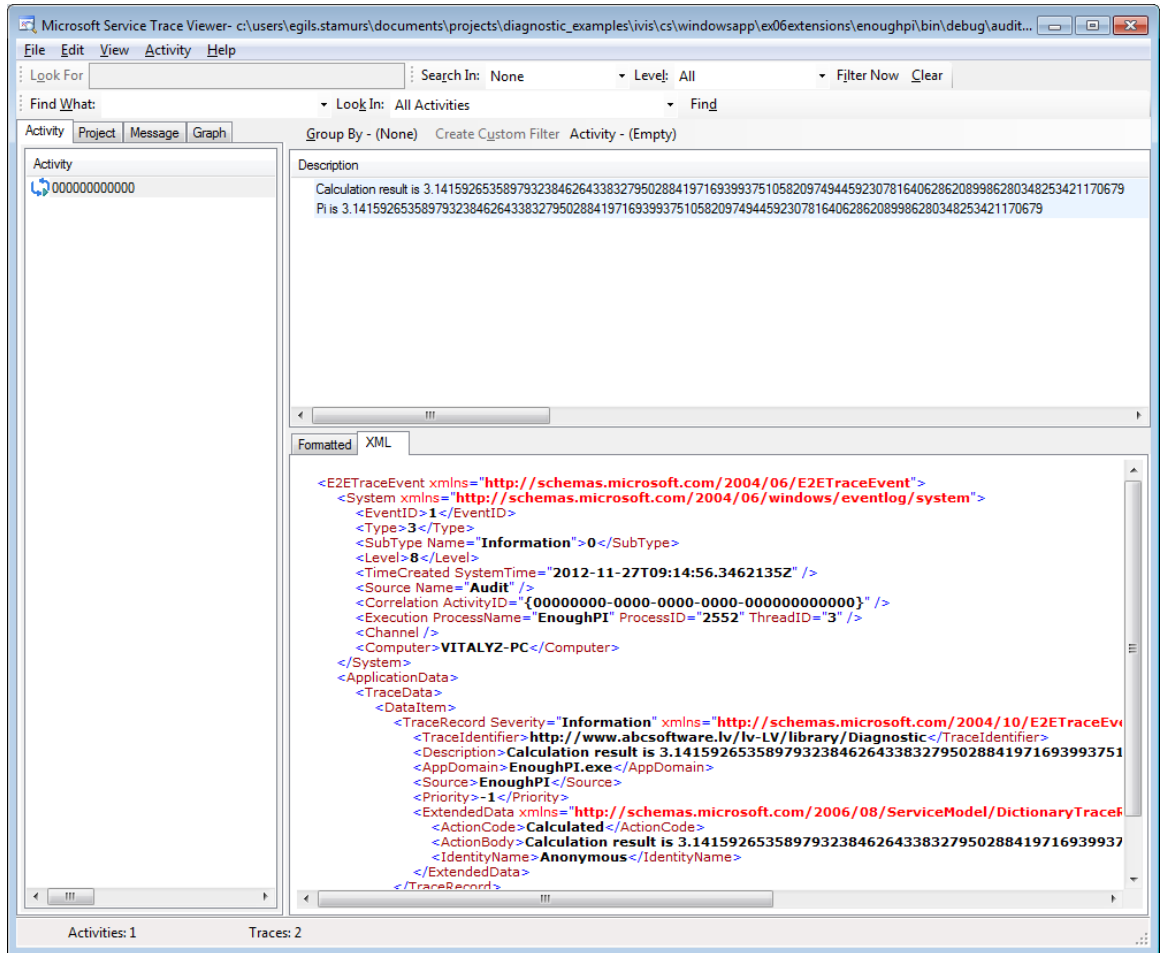 Microsoft Service Trace Viewer- c:\users\egils.stamurs\documents\projects\diagnostic_examples\ivis\cs\windowsapp\ex06extensions\enoughpi\bin\debug\audit...
File Edit View Activity Help
Look For Search In: None Level: All Filter Now Clear
Find What: Look In: All Activities Find
Activity Project Message Graph Group By - (None) Create Custom Filter Activity - (Empty)
Activity
000000000000
Description
Calculation result is 3.1415926535897932384626433832795028841971693993751058209749445923078164062862089986280348253421170679
Pi is 3.1415926535897932384626433832795028841971693993751058209749445923078164062862089986280348253421170679
Formatted XML
<E2ETraceEvent xmlns="http://schemas.microsoft.com/2004/06/E2ETraceEvent">
<System xmlns="http://schemas.microsoft.com/2004/06/windows/eventlog/system">
<EventID>1</EventID>
<Type>3</Type>
<SubType Name="Information">0</SubType>
<Level>8</Level>
<TimeCreated SystemTime="2012-11-27T09:14:56.3462135Z" />
<Source Name="Audit" />
<Correlation ActivityID="{00000000-0000-0000-0000-000000000000}" />
<Execution ProcessName="EnoughPI" ProcessID="2552" ThreadID="3" />
<Channel />
<Computer>VITALYZ-PC</Computer>
</System>
<ApplicationData>
<TraceData>
<DataItem>
<TraceRecord Severity="Information" xmlns="http://schemas.microsoft.com/2004/10/E2ETraceEve
<TraceIdentifier>http://www.abcsoftware.lv/lv-LV/library/Diagnostic</TraceIdentifier>
<Description>Calculation result is 3.1415926535897932384626433832795028841971693993751
<AppDomain>EnoughPI.exe</AppDomain>
<Source>EnoughPI</Source>
<Priority>-1</Priority>
<ExtendedData xmlns="http://schemas.microsoft.com/2006/08/ServiceModel/DictionaryTraceR
<ActionCode>Calculated</ActionCode>
<ActionBody>Calculation result is 3.14159265358979323846264338327950288419716939937
<IdentityName>Anonymous</IdentityName>
</ExtendedData>
</TraceRecord>
Activities: 1 Traces: 2